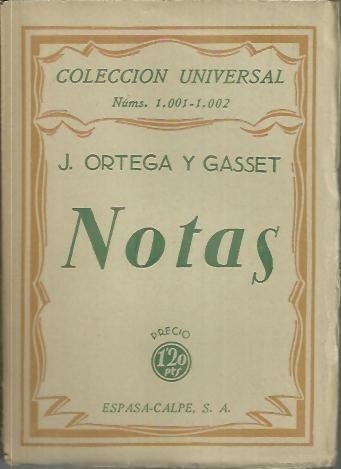 COLECCION UNIVERSAL
Núms. 1.001-1.002
J. ORTEGA Y GASSET
Notas
PRECIO
1'20
pts
ESPASA-CALPE, S. A.